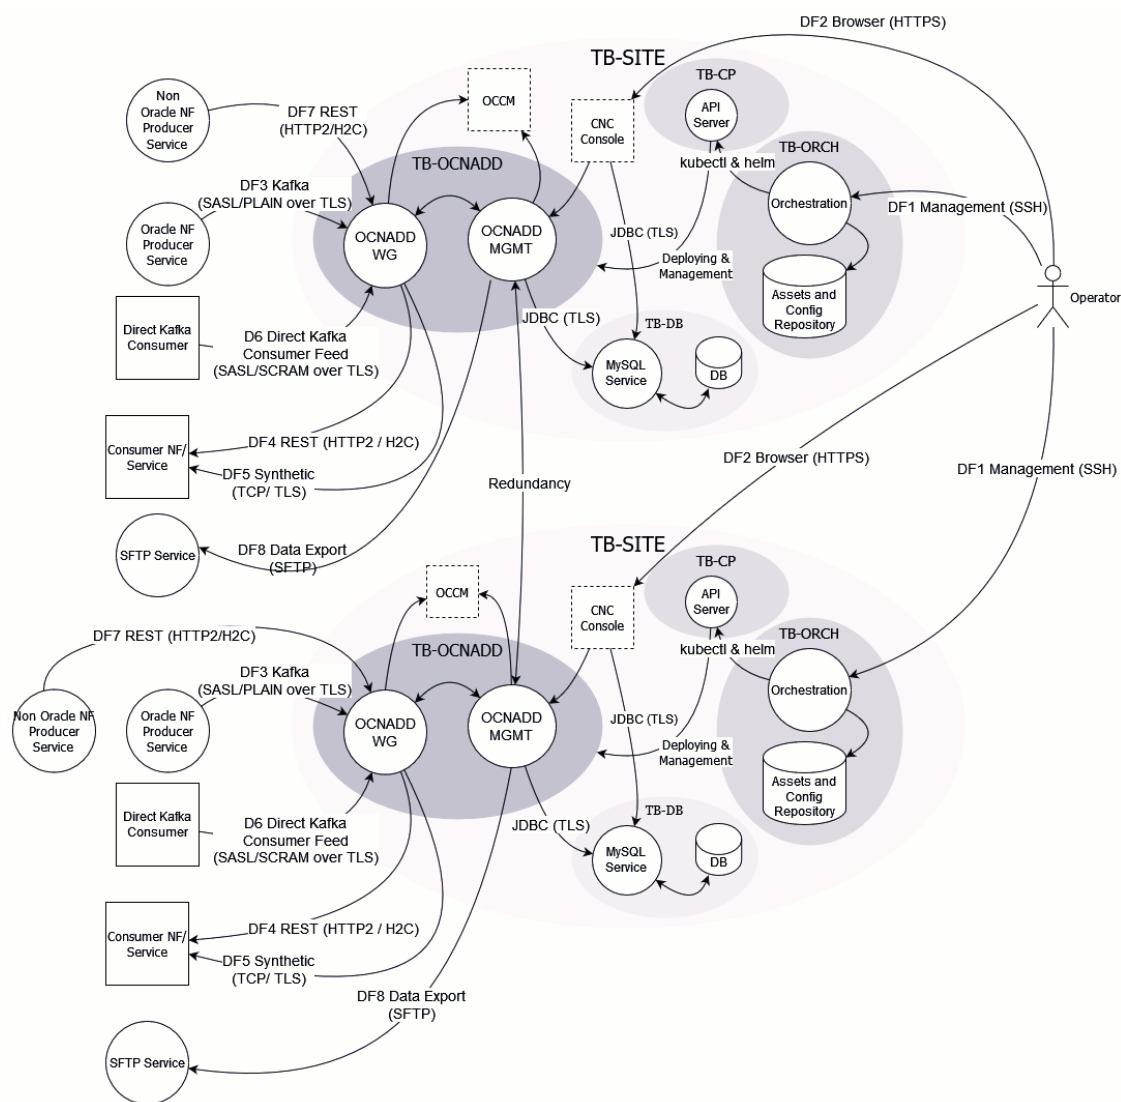 DF2 Browser (HTTPS)
TB-SITE
TB-CP
Non
Oracle NF
Producer
Service
DF7 REST
(HTTP2/H2C)
OCCM
CNC
Console
API
Server
TB-OCNADD
kubectl & helm
TB-ORCH
DF3 Kafka
(SASL/PLAIN over TLS)
Orchestration
DF1 Management (SSH)
Oracle NF
Producer
Service
OCNADD
WG
OCNADD
MGMT
JDBC (TLS)
Deploying &
Management
Assets and
Config
Repository
Operator
Direct Kafka
Consumer
D6 Direct Kafka
Consumer Feed
(SASL/SCRAM over TLS)
JDBC (TLS)
TB-DB
MySQL
Service
DB
Consumer NF/
Service
DF4 REST (HTTP2 / H2C)
DF5 Synthetic
(TCP/ TLS)
DF2 Browser (HTTPS)
DF1 Management (SSH)
Redundancy
SFTP Service
DF8 Data Export
(SFTP)
TB-SITE
TB-CP
OCCM
CNC
Console
API
Server
DF7 REST (HTTP2/H2C)
TB-OCNADD
kubectl & helm
TB-ORCH
DF3 Kafka
(SASL/PLAIN over TLS)
Orchestration
Non Oracle NF
Producer
Service
Oracle NF
Producer
Service
OCNADD
WG
OCNADD
MGMT
JDBC (TLS)
Deploying &
Management
Assets and
Config
Repository
Direct Kafka
Consumer
D6 Direct Kafka
Consumer Feed
(SASL/SCRAM over TLS)
JDBC (TLS)
TB-DB
MySQL
Service
DB
Consumer NF/
Service
DF4 REST (HTTP2 / H2C)
DF5 Synthetic
(TCP/ TLS)
DF8 Data Export
(SFTP)
SFTP Service